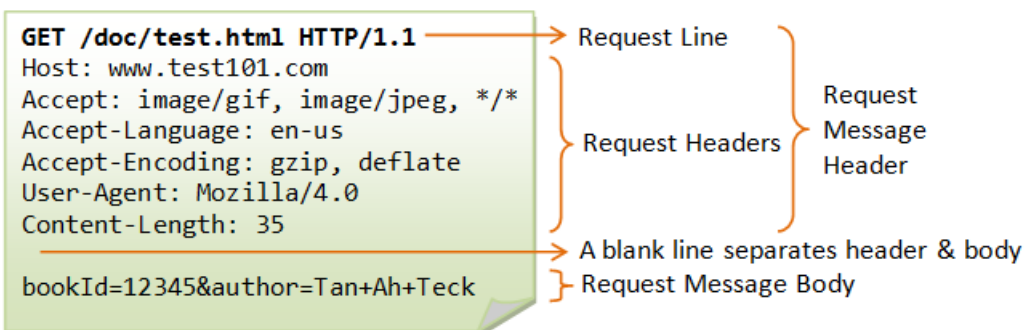 GET /doc/test.html HTTP/1.1
Host: www.test101.com
Accept: image/gif, image/jpeg, */*
Accept-Language: en-us
Accept-Encoding: gzip, deflate
User-Agent: Mozilla/4.0
Content-Length: 35
bookId=12345&author=Tan+Ah+Teck
Request Line
Request Headers
Request
Message
Header
A blank line separates header & body
Request Message Body